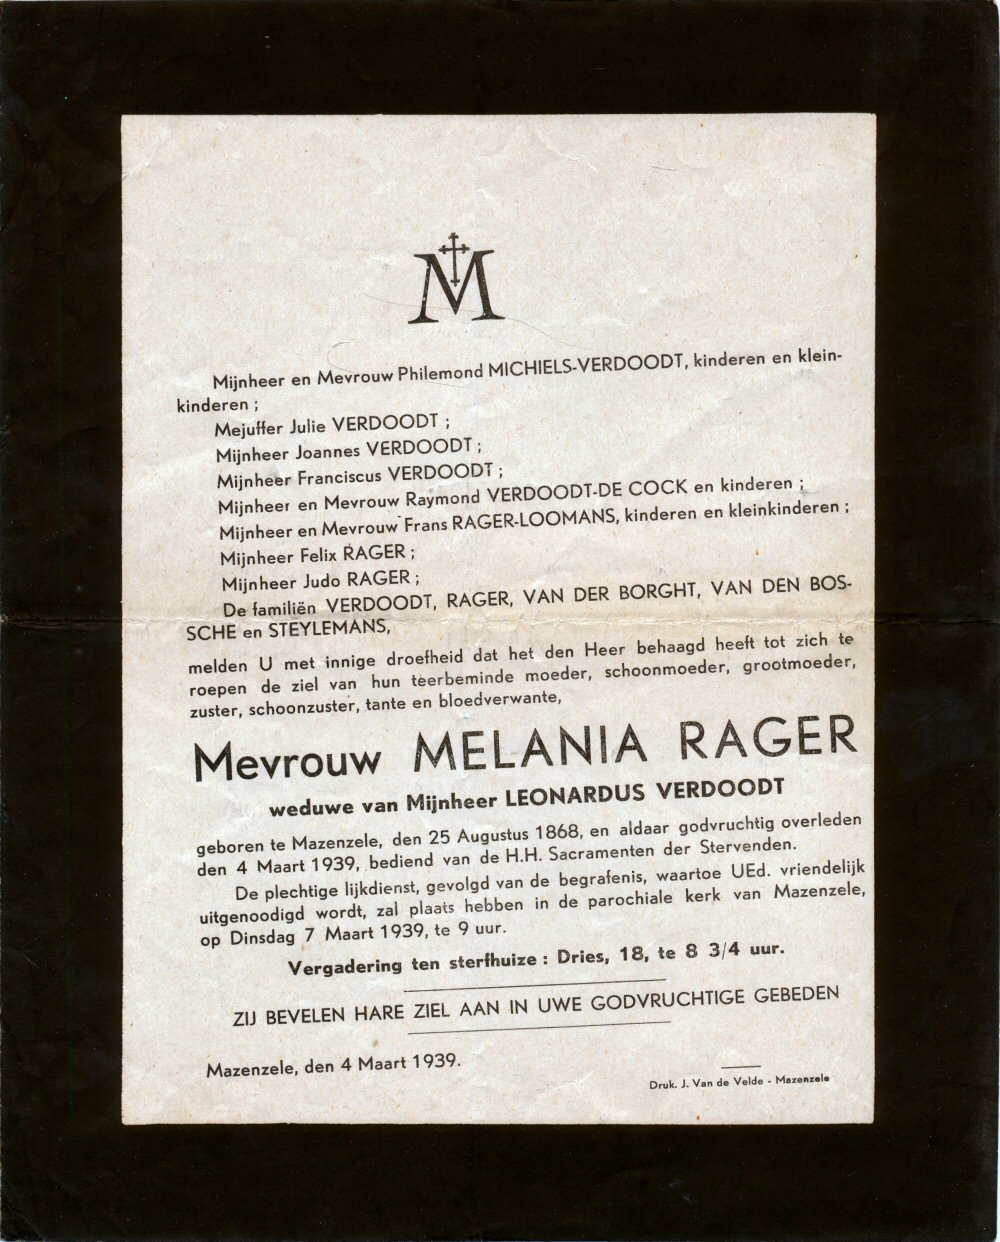 M
Mijnheer en Mevrouw Philemond MICHIELS-VERDOODT, kinderen en klein-
kinderen ;
Mejuffer Julie VERDOODT ;
Mijnheer Joannes VERDOODT ;
Mijnheer Franciscus VERDOODT ;
Mijnheer en Mevrouw Raymond VERDOODT-DE COCK en kinderen ;
Mijnheer en Mevrouw Frans RAGER-LOOMANS, kinderen en kleinkinderen ;
Mijnheer Felix RAGER ;
Mijnheer Judo RAGER ;
De familiën VERDOODT, RAGER, VAN DER BORGHT, VAN DEN BOS-
SCHE en STEYLEMANS,
melden U met innige droefheid dat het den Heer behaagd heeft tot zich te
roepen de ziel van hun teerbeminde moeder, schoonmoeder, grootmoeder,
zuster, schoonzuster, tante en bloedverwante,
Mevrouw MELANIA RAGER
weduwe van Mijnheer LEONARDUS VERDOODT
geboren te Mazenzele, den 25 Augustus 1868, en aldaar godvruchtig overleden
den 4 Maart 1939, bediend van de H.H. Sacramenten der Stervenden.
De plechtige lijkdienst, gevolgd van de begrafenis, waartoe UEd. vriendelijk
uitgenoodigd wordt, zal plaats hebben in de parochiale kerk van Mazenzele,
op Dinsdag 7 Maart 1939, te 9 uur.
Vergadering ten sterfhuize : Dries, 18, te 8 3/4 uur.
ZIJ BEVELEN HARE ZIEL AAN IN UWE GODVRUCHTIGE GEBEDEN
Mazenzele, den 4 Maart 1939.
Druk. J. Van de Velde - Mazenzele